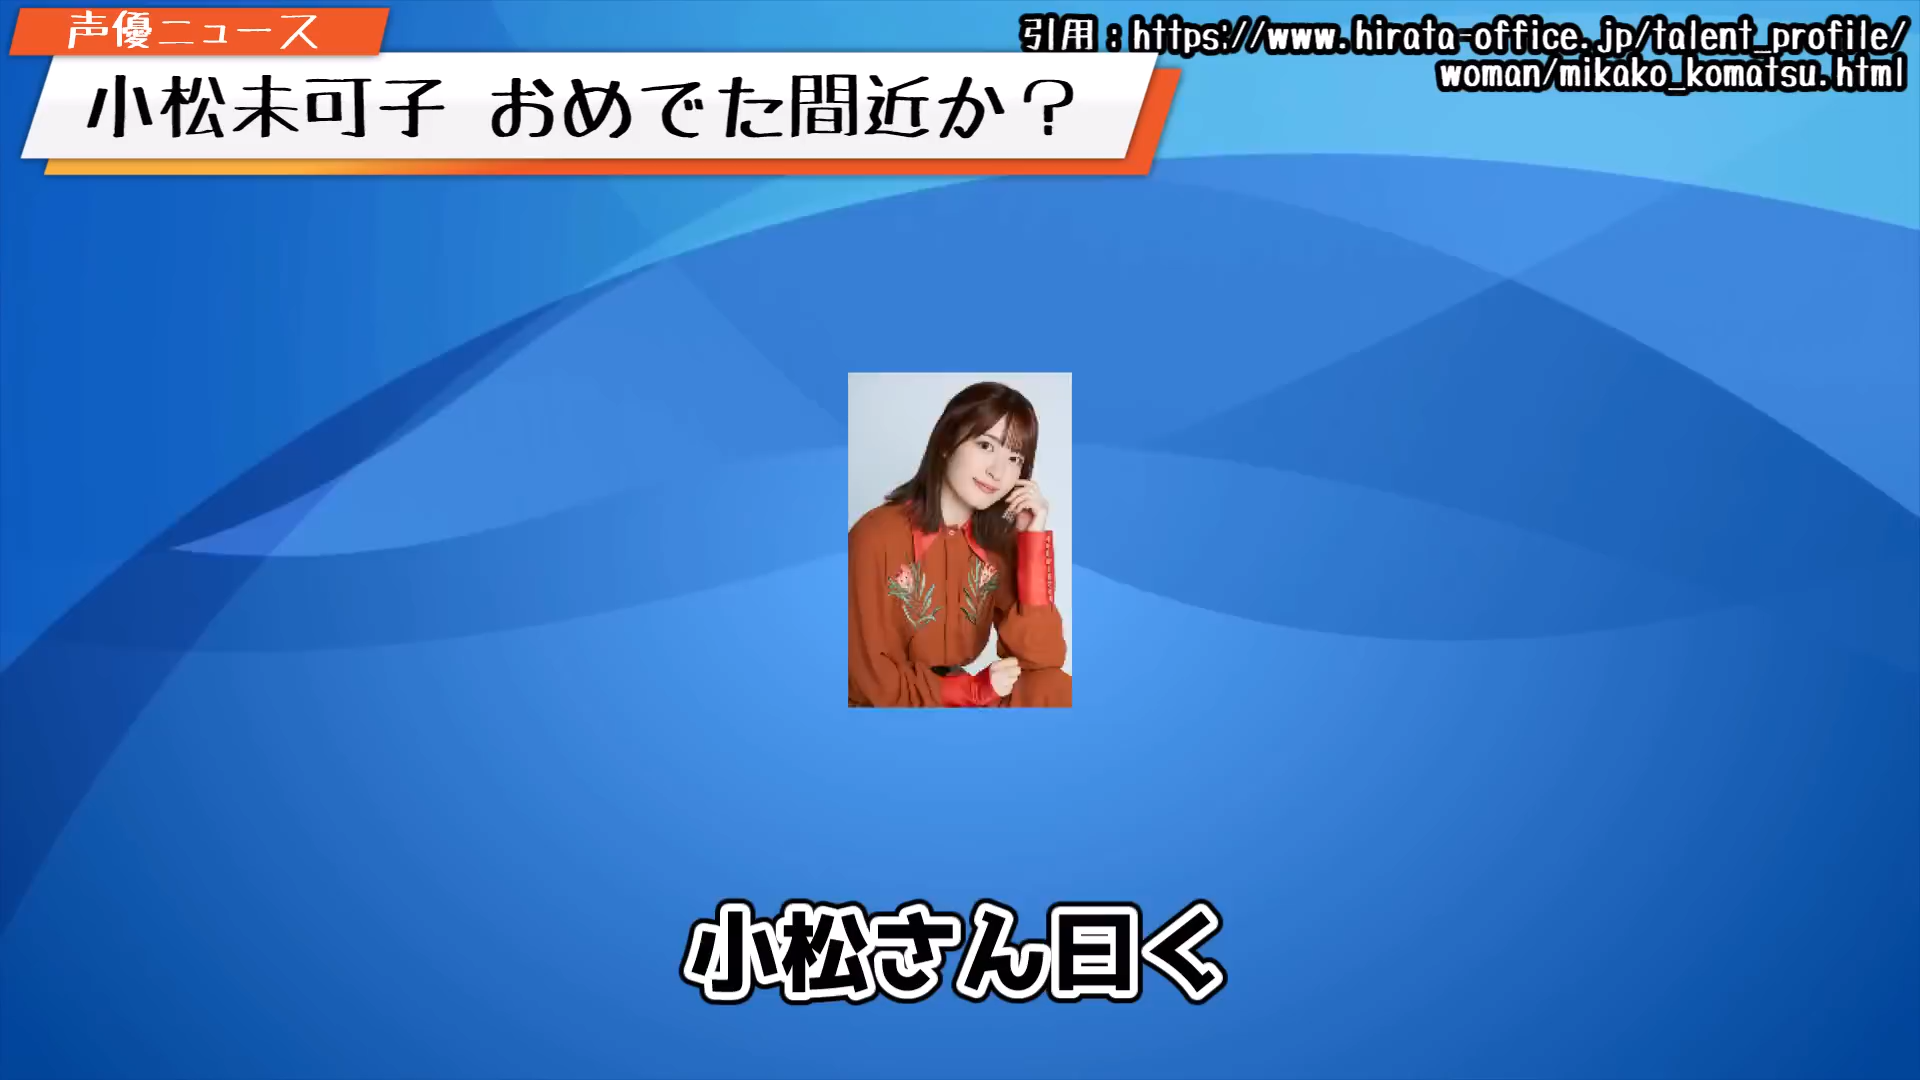 声優ニュース
小松未可子 おめでた間近か？
引用：https://www.hirata-office.jp/talent_profile/
woman/mikako_komatsu.html
小松さん曰く